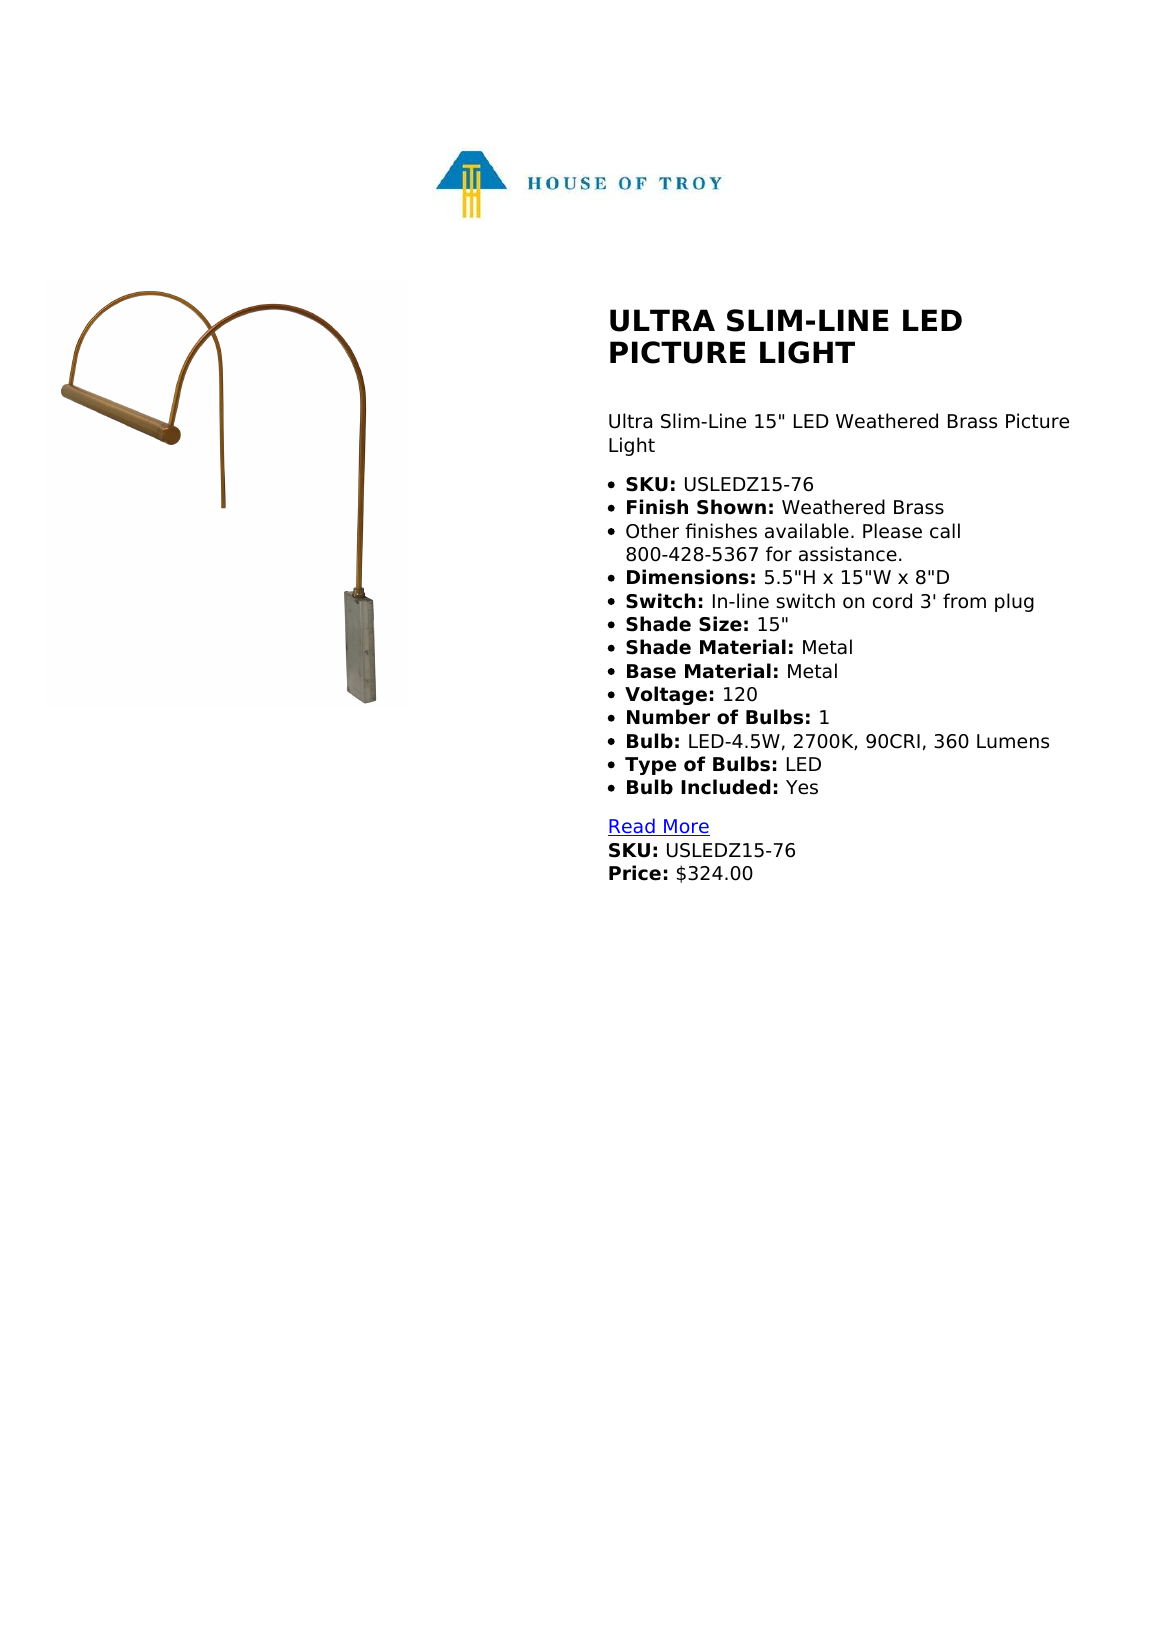 HOUSE OF TROY
ULTRA SLIM-LINE LED
PICTURE LIGHT
Ultra Slim-Line 15" LED Weathered Brass Picture
Light
• SKU: USLEDZ15-76
• Finish Shown: Weathered Brass
• Other finishes available. Please call
800-428-5367 for assistance.
• Dimensions: 5.5"H x 15"W x 8"D
• Switch: In-line switch on cord 3' from plug
• Shade Size: 15"
• Shade Material: Metal
• Base Material: Metal
• Voltage: 120
• Number of Bulbs: 1
• Bulb: LED-4.5W, 2700K, 90CRI, 360 Lumens
• Type of Bulbs: LED
• Bulb Included: Yes
Read More
SKU: USLEDZ15-76
Price: $324.00